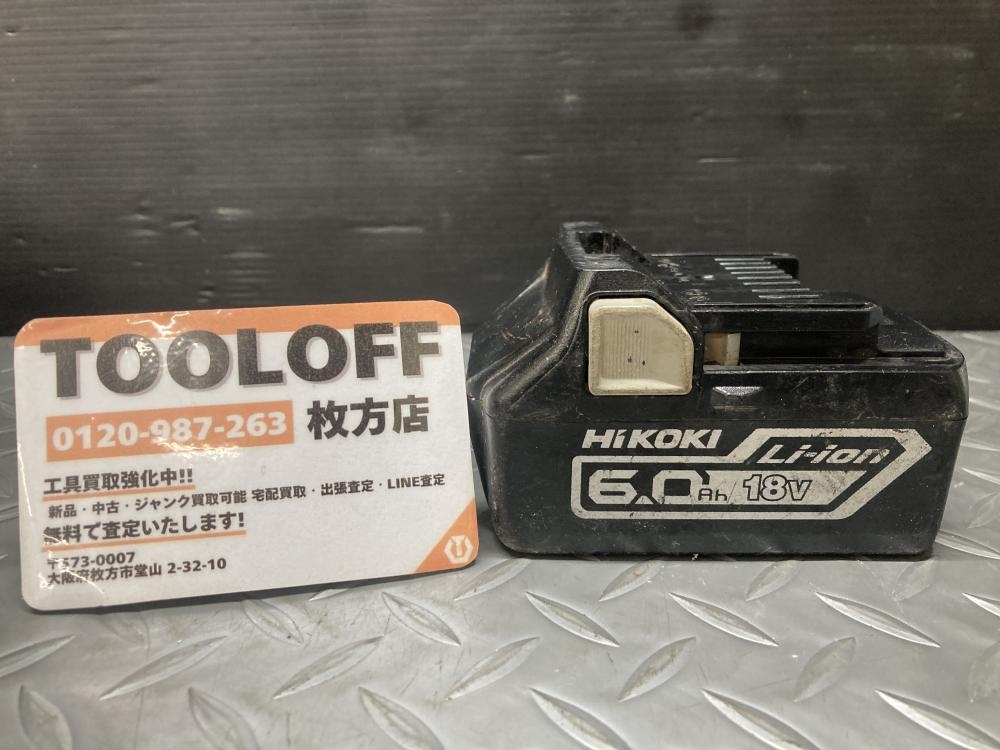 TOOLOFF
0120-987-263 枚方店
工具買取強化中!!
新品・中古・ジャンク買取可能 宅配買取・出張査定・LINE査定
無料で査定いたします!
〒573-0007
大阪府枚方市堂山 2-32-10
HiKOKI
Li-ion
6.0Ah/18V